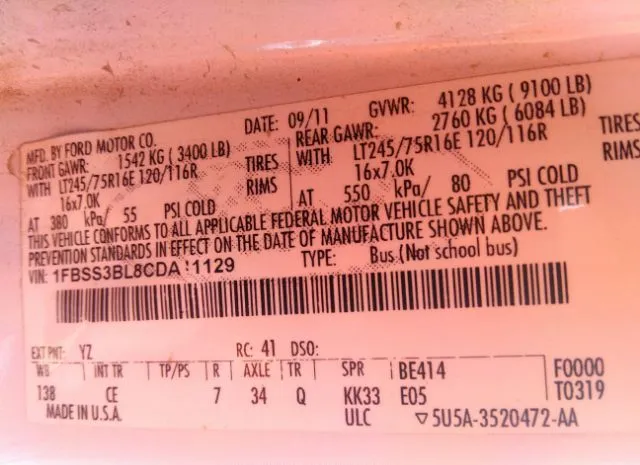 MFD. BY FORD MOTOR CO.
DATE: 09/11
GVWR: 4128 KG ( 9100 LB)
FRONT GAWR: 1542 KG ( 3400 LB)
REAR GAWR: 2760 KG ( 6084 LB)
WITH LT245/75R16E 120/116R TIRES
WITH LT245/75R16E 120/116R TIRES
16x7.0K RIMS
16x7.0K RIMS
AT 380 kPa/ 55 PSI COLD
AT 550 kPa/ 80 PSI COLD
THIS VEHICLE CONFORMS TO ALL APPLICABLE FEDERAL MOTOR VEHICLE SAFETY AND THEFT
PREVENTION STANDARDS IN EFFECT ON THE DATE OF MANUFACTURE SHOWN ABOVE.
VIN:
TYPE: Bus (Not school bus)
EXT PNT: YZ RC: 41 DSO:
WB INT TR TP/PS R AXLE TR SPR BE414 F0000
138 CE 7 34 Q KK33 E05 T0319
MADE IN U.S.A. ULC ▽5U5A-3520472-AA